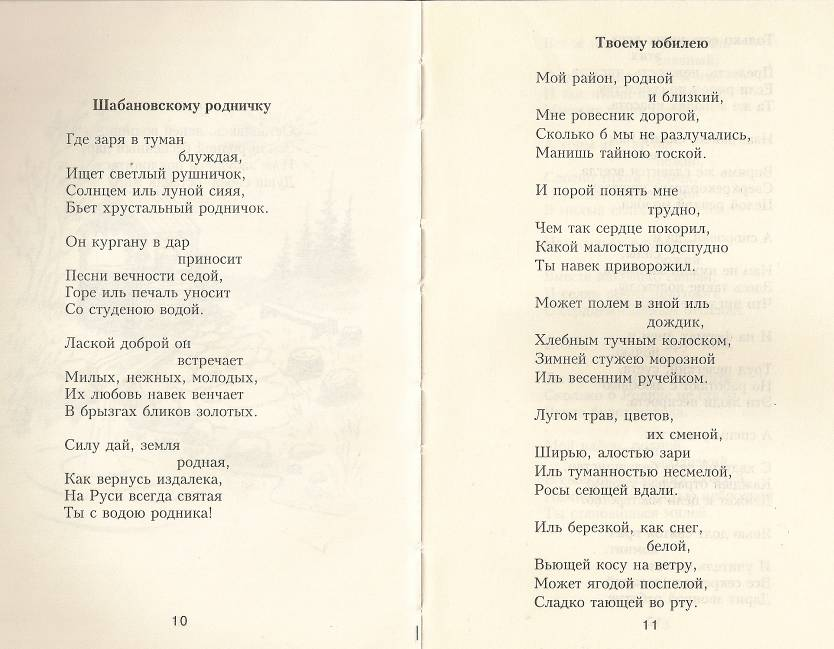 Шабановскому родничку
Где заря в туман
блуждая,
Ищет светлый рушничок,
Солнцем иль луной сияя,
Бьет хрустальный родничок.
Он кургану в дар
приносит
Песни вечности седой,
Горе иль печаль уносит
Со студеною водой.
Лаской доброй он
встречает
Милых, нежных, молодых,
Их любовь навек венчает
В брызгах бликов золотых.
Силу дай, земля
родная,
Как вернусь издалека,
На Руси всегда святая
Ты с водою родника!
10
Твоему юбилею
Мой район, родной
и близкий,
Мне ровесник дорогой,
Сколько б мы не разлучались,
Манишь тайною тоской.
И порой понять мне
трудно,
Чем так сердце покорил,
Какой малостью подспудно
Ты навек приворожил.
Может полем в зной иль
дождик,
Хлебным тучным колоском,
Зимней стужею морозной
Иль весенним ручейком.
Лугом трав, цветов,
их сменой,
Ширью, алостью зари
Иль туманностью несмелой,
Росы сеющей вдали.
Иль березкой, как снег,
белой,
Вьющей косу на ветру,
Может ягодой поспелой,
Сладко тающей во рту.
11